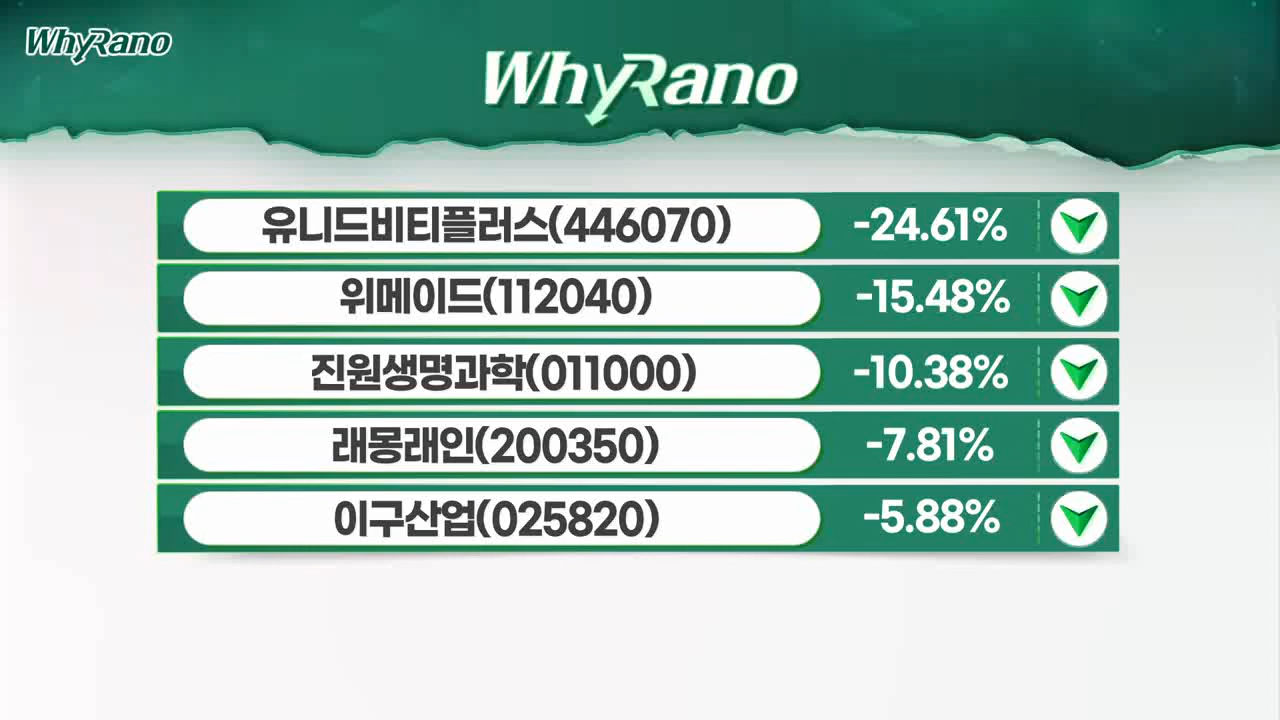 WhyRano
WhyRano
유니드비티플러스(446070) -24.61%
위메이드(112040) -15.48%
진원생명과학(011000) -10.38%
래몽래인(200350) -7.81%
이구산업(025820) -5.88%